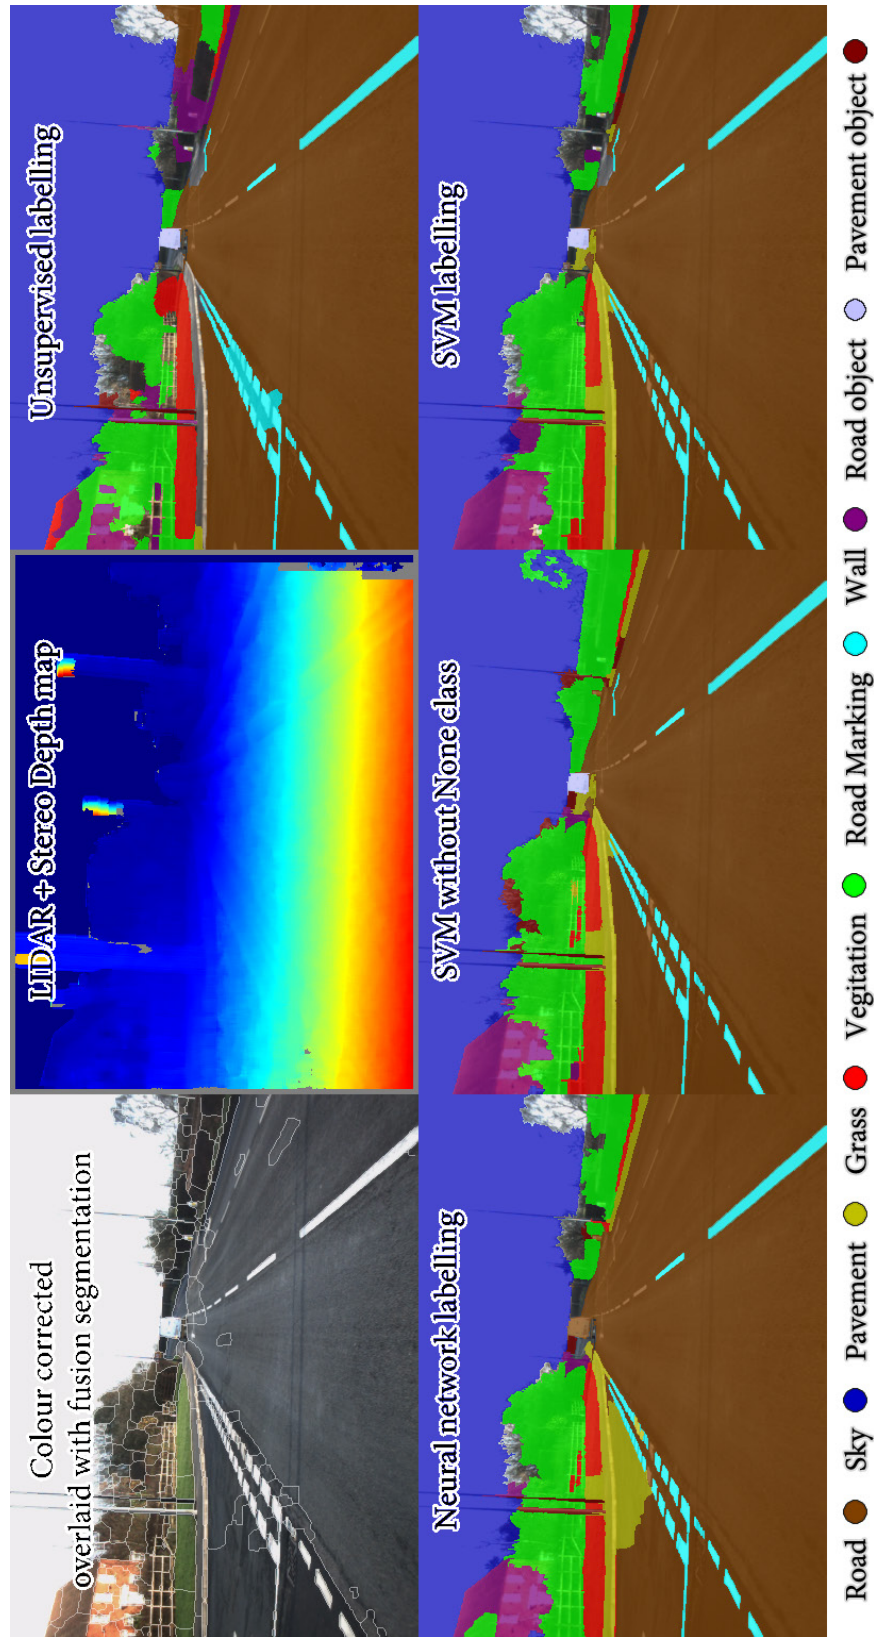 Colour corrected
overlaid with fusion segmentation
LIDAR + Stereo Depth map
Unsupervised labelling
Neural network labelling
SVM without None class
SVM labelling
Road
Sky
Pavement
Grass
Vegitation
Road Marking
Wall
Road object
Pavement object